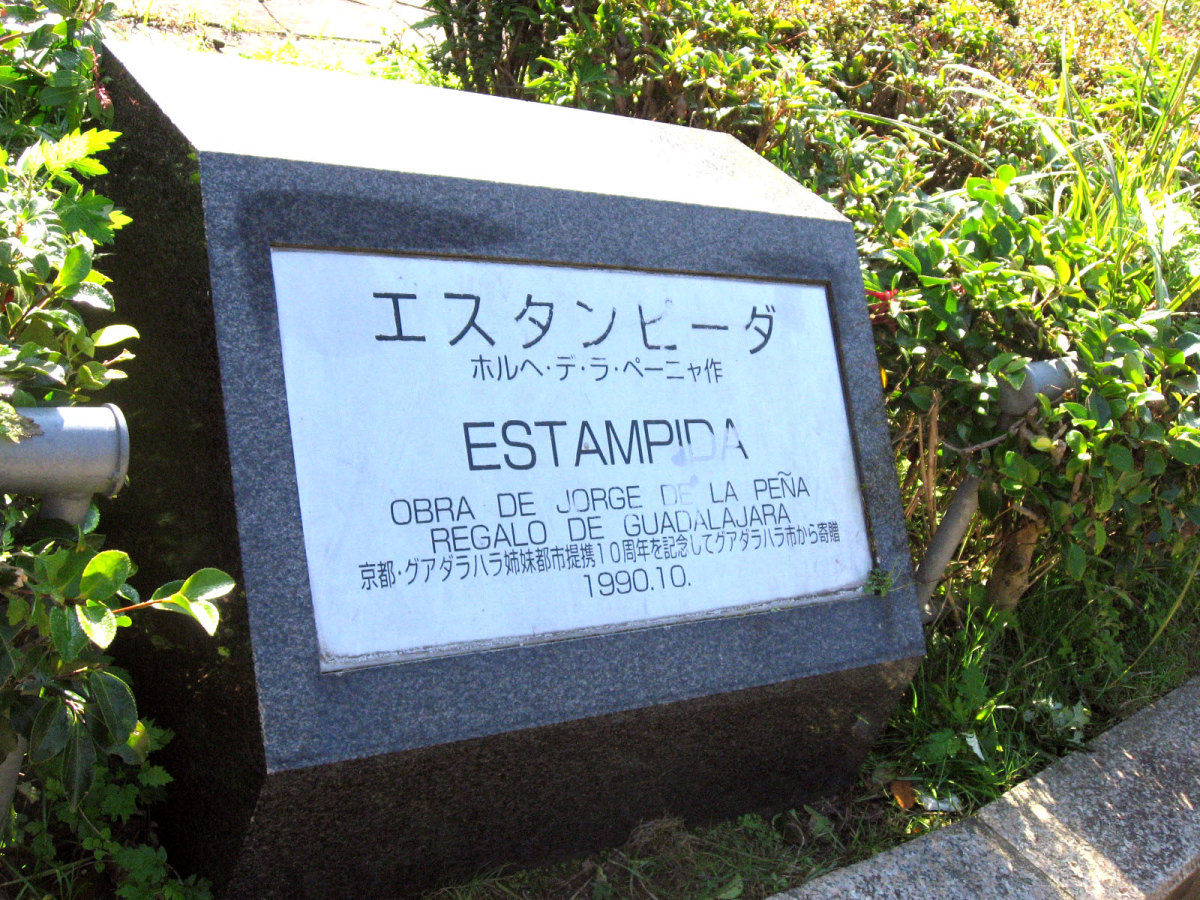 エスタンピーダ
ホルヘ・デ・ラ・ペーニャ作
ESTAMPIDA
OBRA DE JORGE DE LA PEÑA
REGALO DE GUADALAJARA
京都・グアダラハラ姉妹都市提携10周年を記念してグアダラハラ市から寄贈
1990.10.